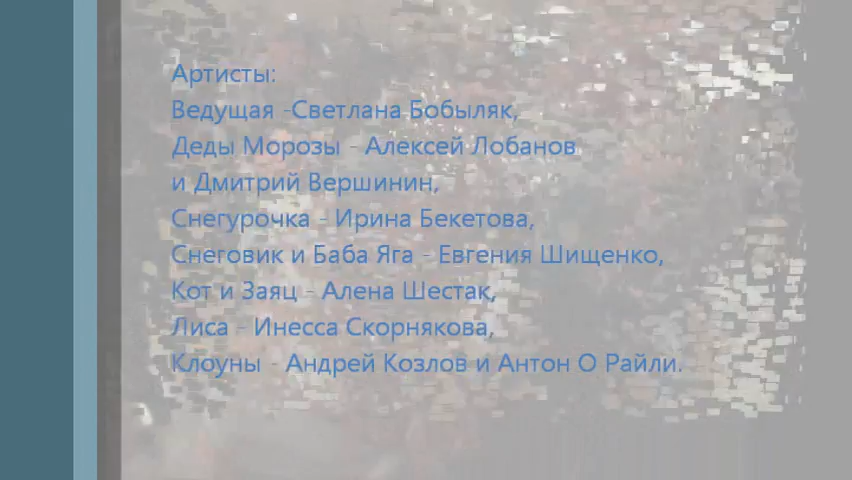 Артисты:
Ведущая -Светлана Бобыляк,
Деды Морозы - Алексей Лобанов
и Дмитрий Вершинин,
Снегурочка - Ирина Бекетова,
Снеговик и Баба Яга - Евгения Шищенко,
Кот и Заяц - Алена Шестак,
Лиса - Инесса Скорнякова,
Клоуны - Андрей Козлов и Антон О Райли.